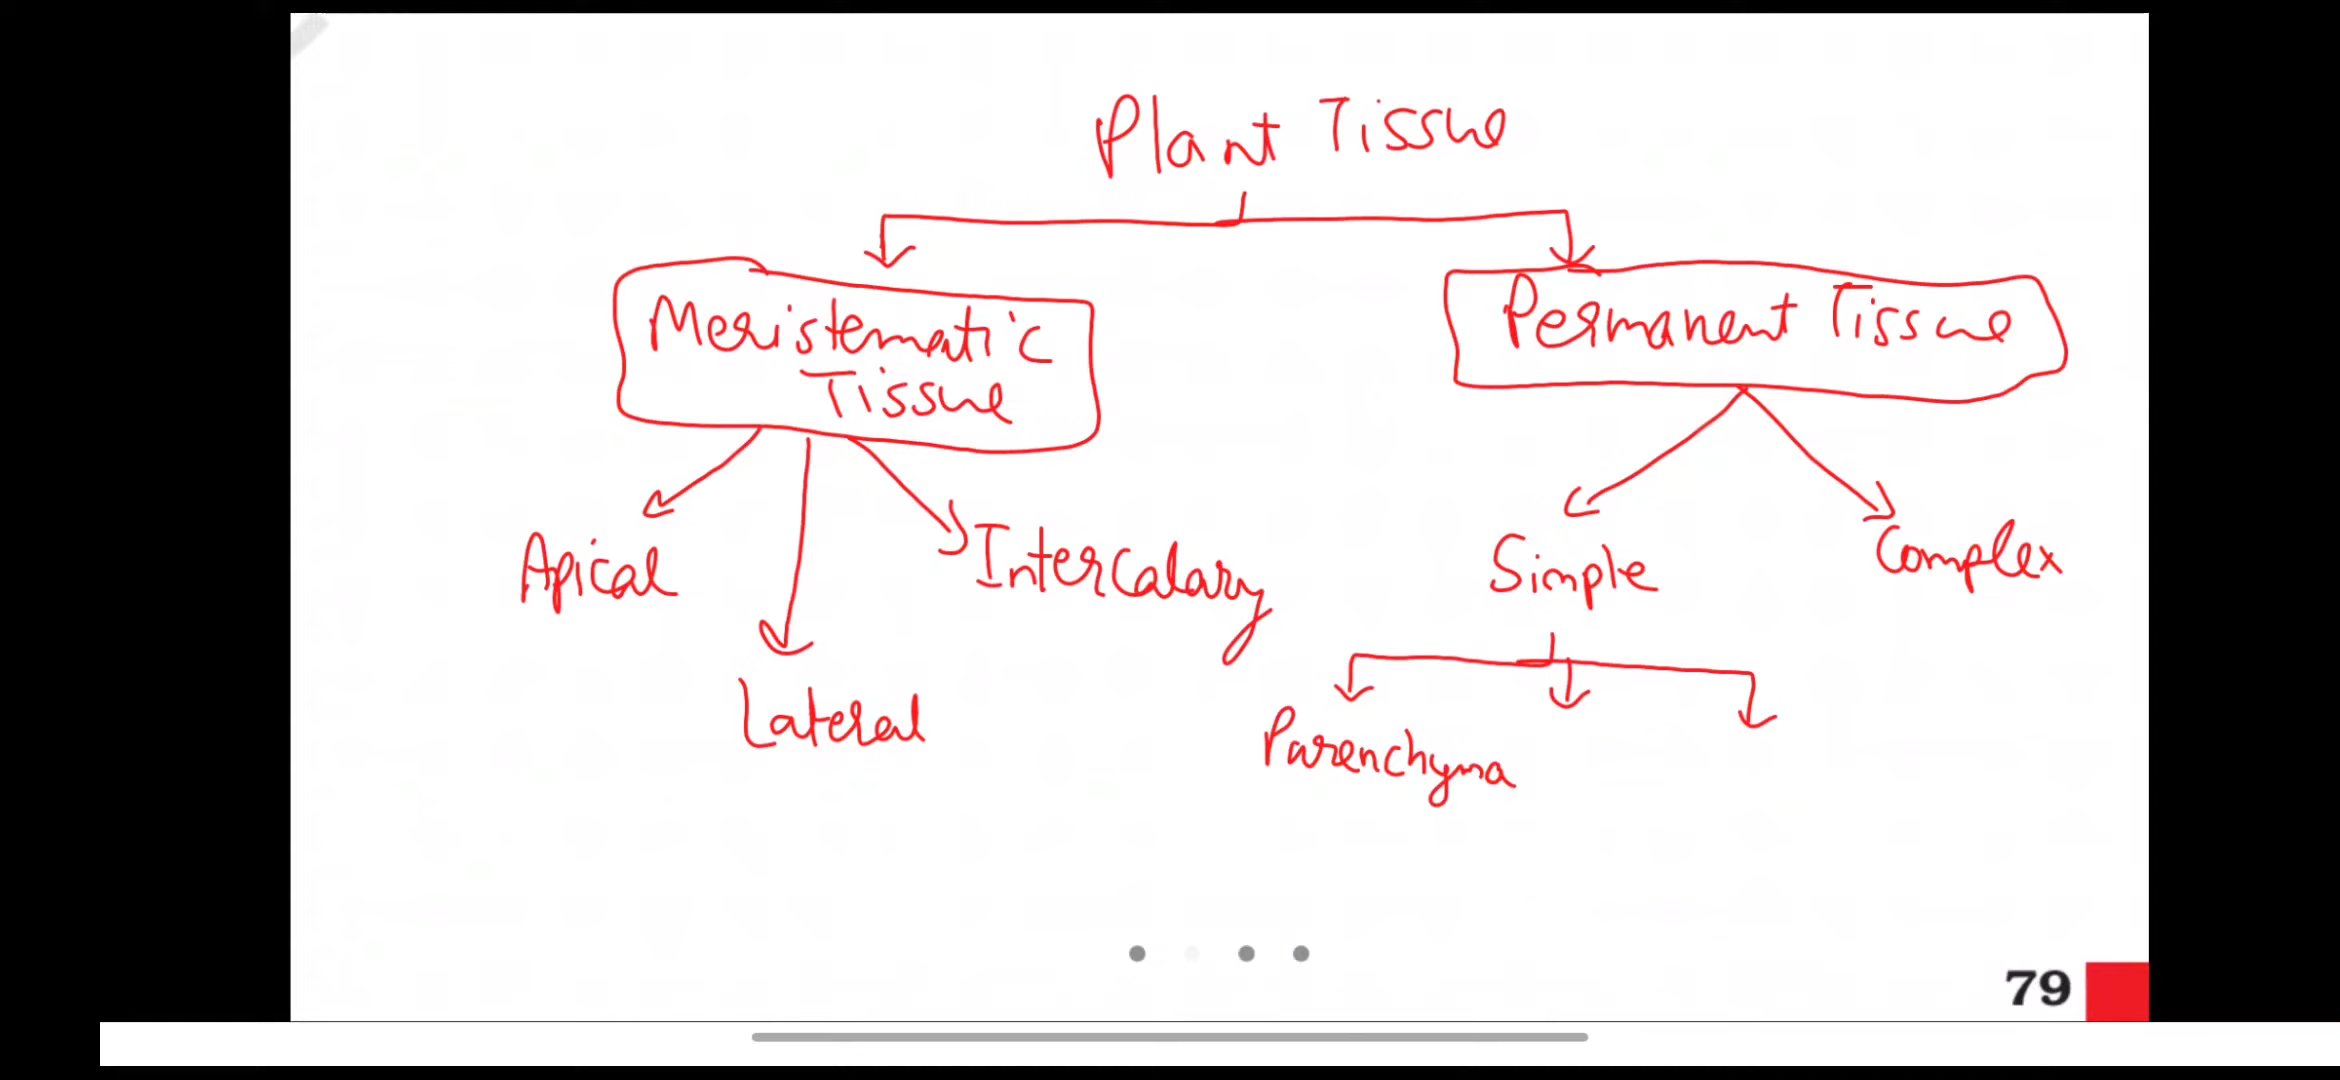 Plant Tissue
Meristematic
Tissue
Permanent Tissue
Apical
Intercalary
Lateral
Simple
Complex
Parenchyma
79